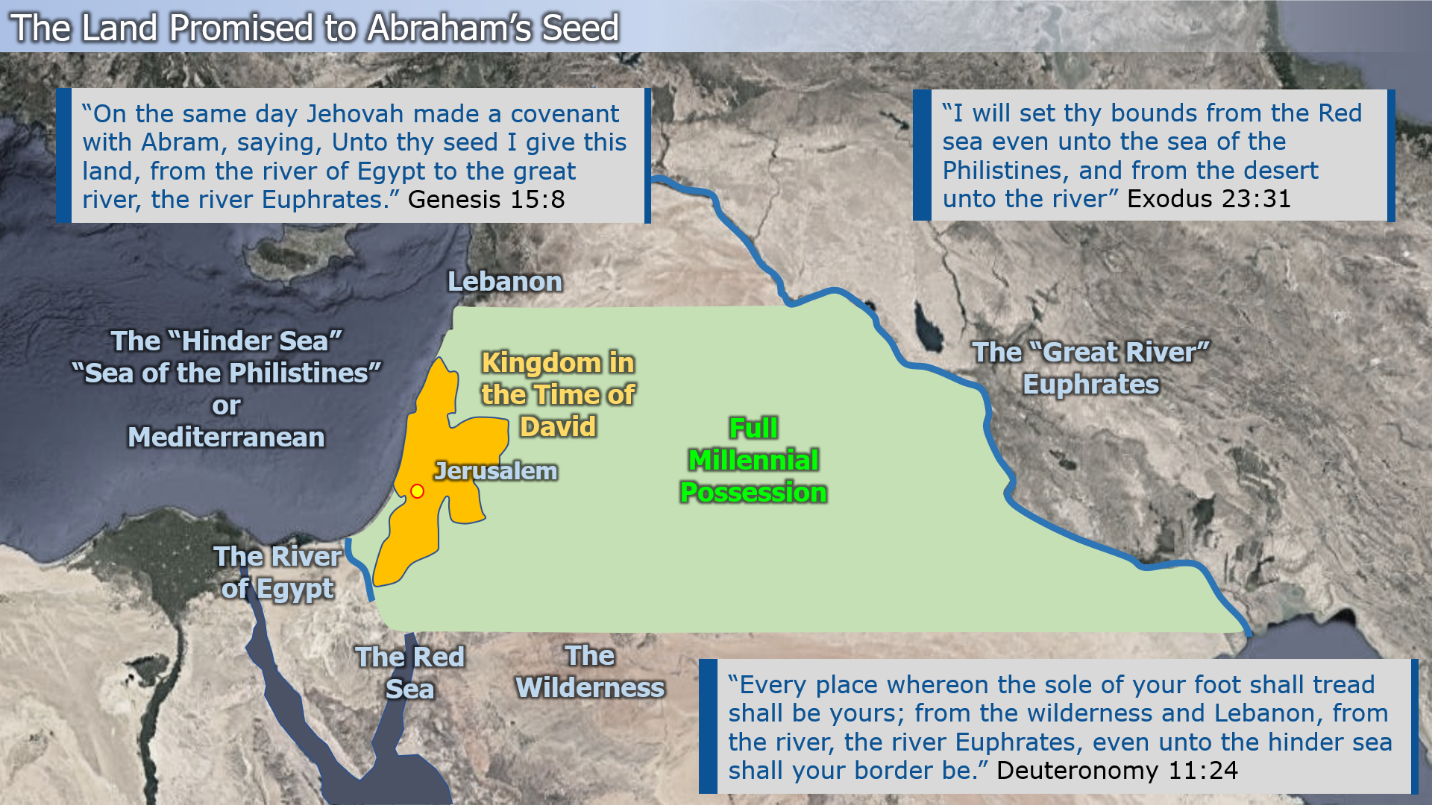 The Land Promised to Abraham’s Seed
“On the same day Jehovah made a covenant
with Abram, saying, Unto thy seed I give this
land, from the river of Egypt to the great
river, the river Euphrates.” Genesis 15:8
“I will set thy bounds from the Red
sea even unto the sea of the
Philistines, and from the desert
unto the river” Exodus 23:31
Lebanon
The “Hinder Sea”
“Sea of the Philistines”
or
Mediterranean
Kingdom in
the Time of
David
The “Great River”
Euphrates
Full
Millennial
Possession
Jerusalem
The River
of Egypt
The Red
Sea
The
Wilderness
“Every place whereon the sole of your foot shall tread
shall be yours; from the wilderness and Lebanon, from
the river, the river Euphrates, even unto the hinder sea
shall your border be.” Deuteronomy 11:24